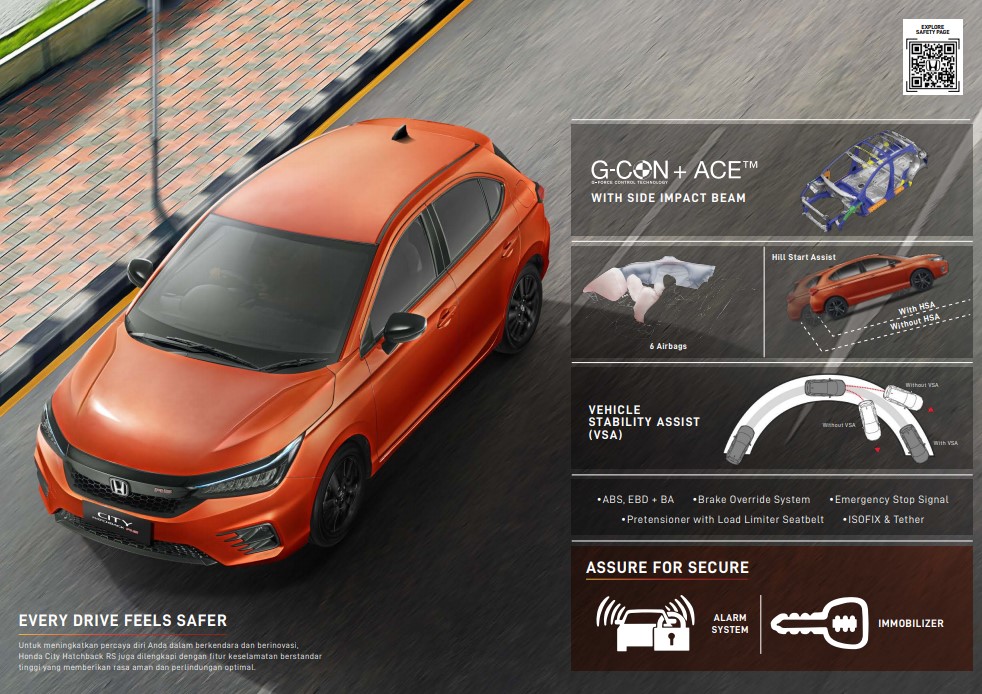 EXPLORE
SAFETY PAGE
G-CON + ACE™
G-FORCE CONTROL TECHNOLOGY
WITH SIDE IMPACT BEAM
6 Airbags
Hill Start Assist
With HSA
Without HSA
VEHICLE
STABILITY ASSIST
(VSA)
Without VSA
Without VSA
With VSA
•ABS, EBD + BA •Brake Override System •Emergency Stop Signal
•Pretensioner with Load Limiter Seatbelt •ISOFIX & Tether
ASSURE FOR SECURE
ALARM
SYSTEM
IMMOBILIZER
CITY
HATCHBACK RS
RS
EVERY DRIVE FEELS SAFER
Untuk meningkatkan percaya diri Anda dalam berkendara dan berinovasi,
Honda City Hatchback RS juga dilengkapi dengan fitur keselamatan berstandar
tinggi yang memberikan rasa aman dan perlindungan optimal.